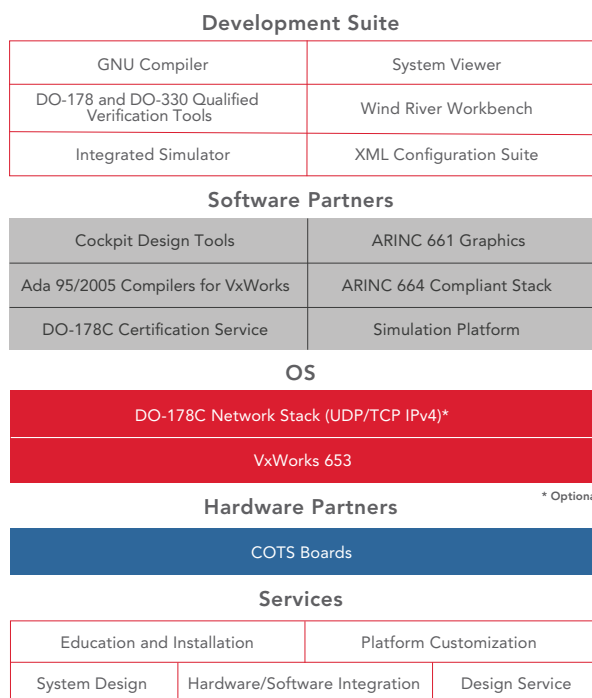 Development Suite
GNU Compiler
System Viewer
DO-178 and DO-330 Qualified
Verification Tools
Wind River Workbench
Integrated Simulator
XML Configuration Suite
Software Partners
Cockpit Design Tools
ARINC 661 Graphics
Ada 95/2005 Compilers for VxWorks
ARINC 664 Compliant Stack
DO-178C Certification Service
Simulation Platform
OS
DO-178C Network Stack (UDP/TCP IPv4)*
VxWorks 653
* Optiona
Hardware Partners
COTS Boards
Services
Education and Installation
Platform Customization
System Design
Hardware/Software Integration
Design Service